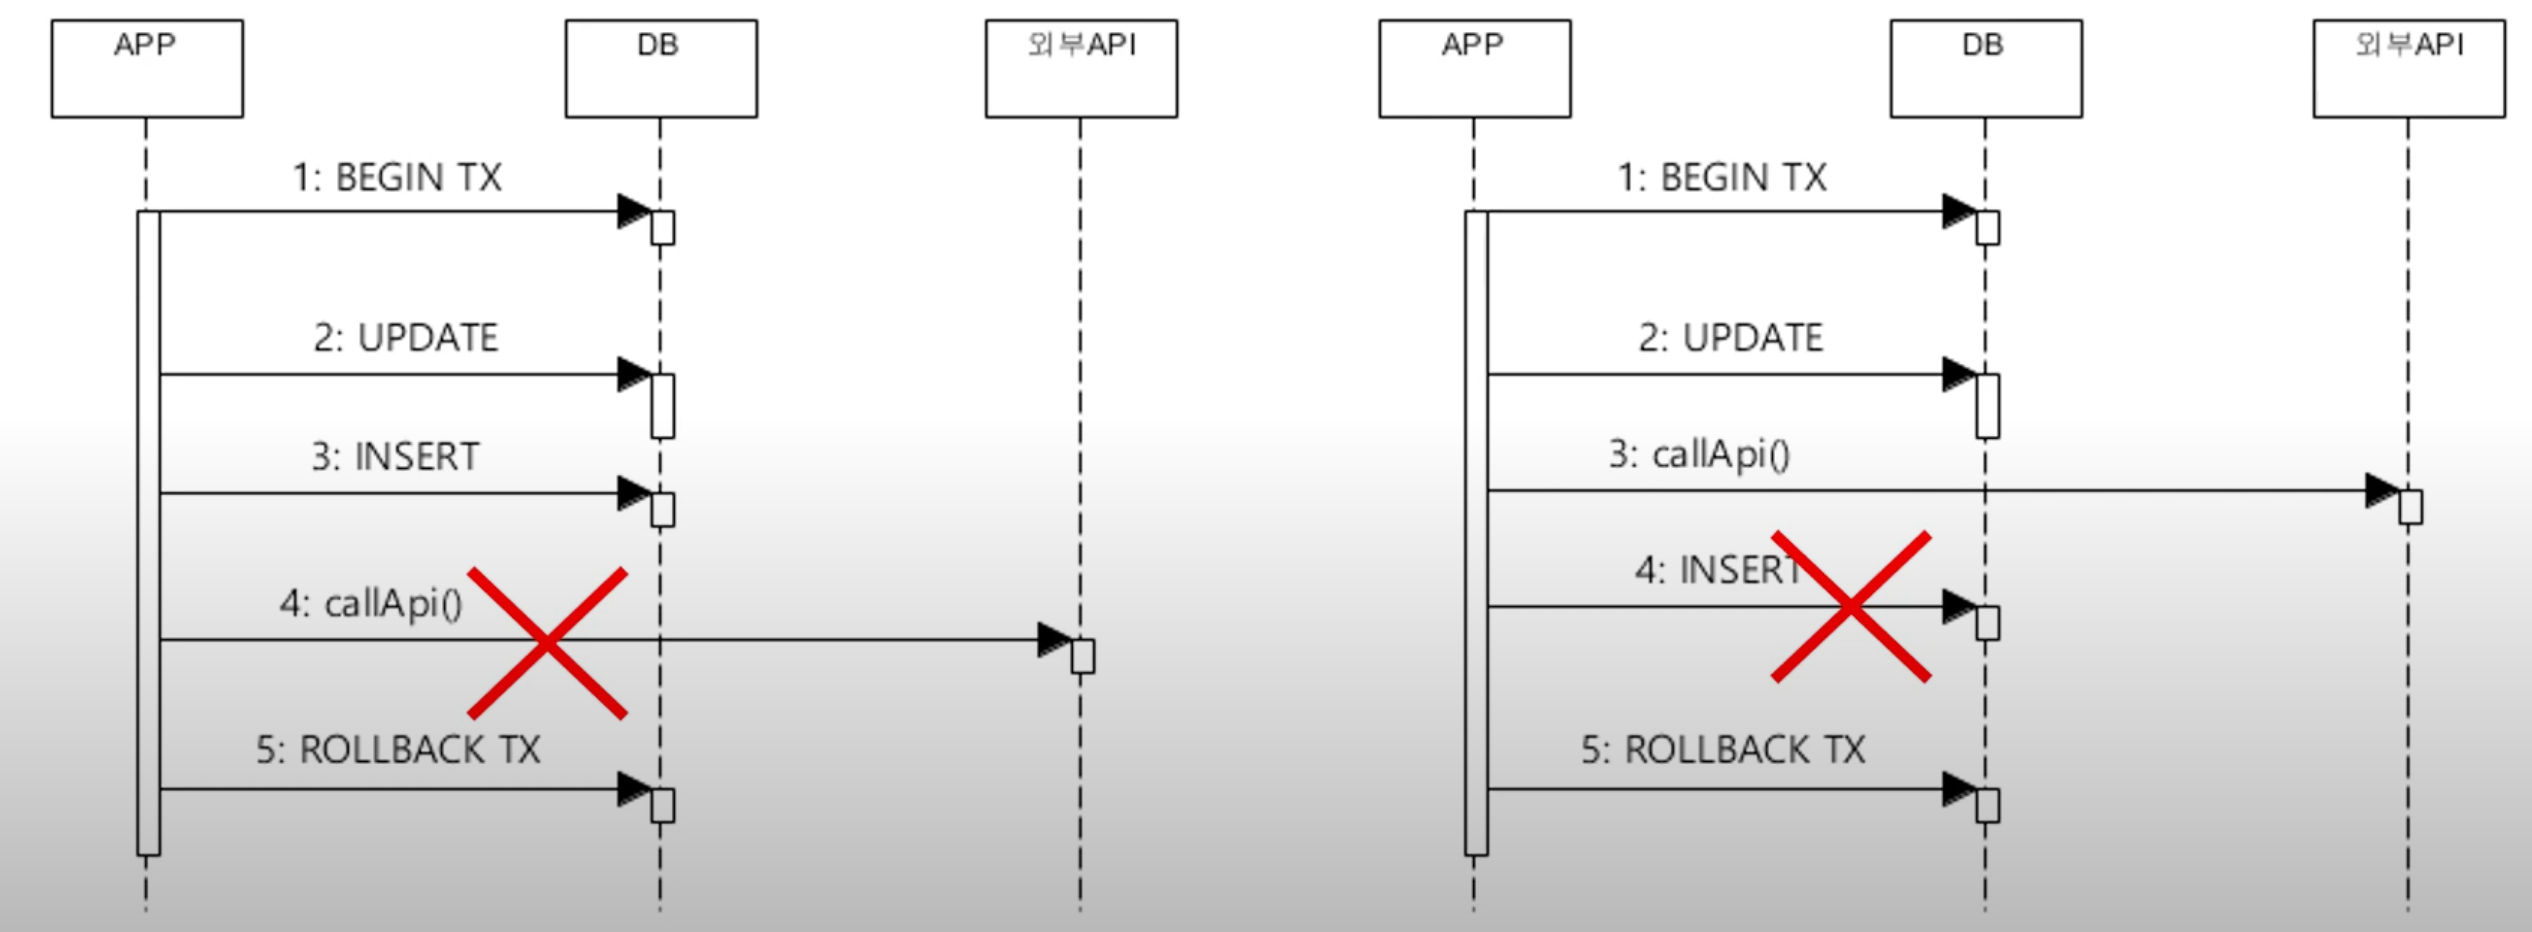 APP
DB
외부API
1: BEGIN TX
2: UPDATE
3: INSERT
4: callApi()
5: ROLLBACK TX
APP
DB
외부API
1: BEGIN TX
2: UPDATE
3: callApi()
4: INSERT
5: ROLLBACK TX